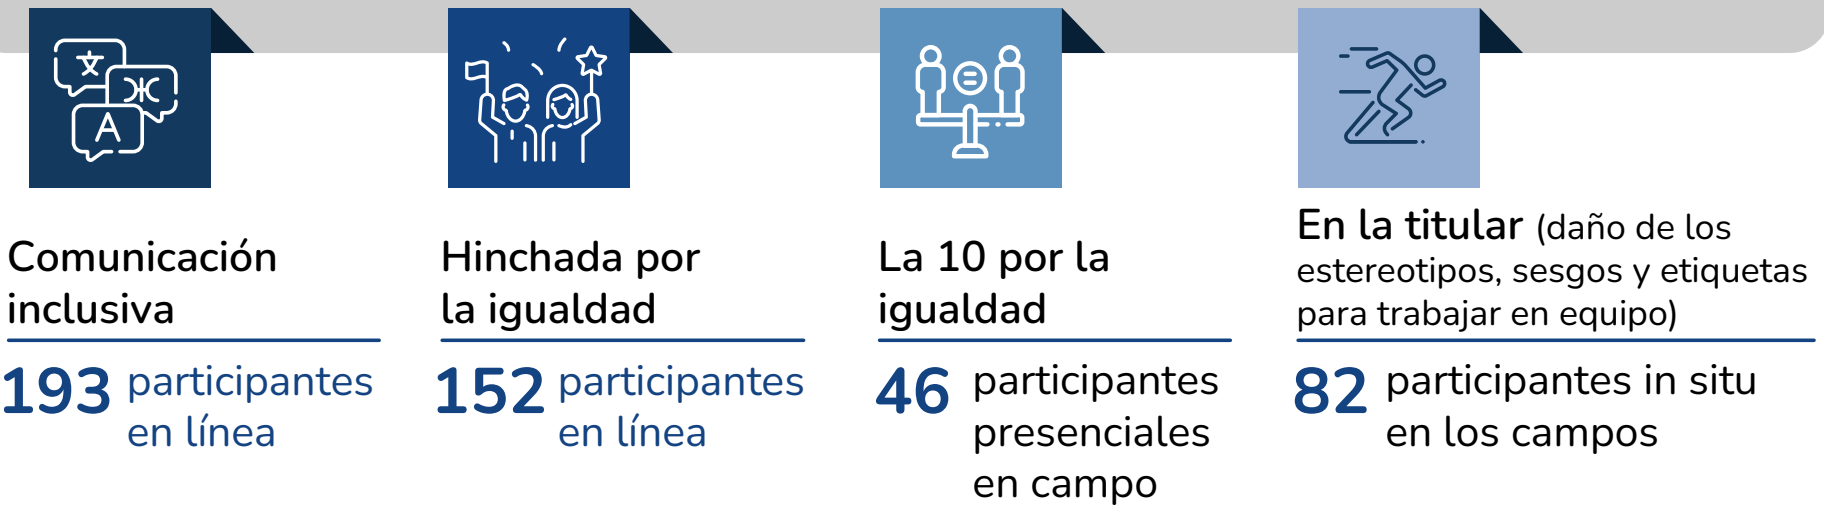 Comunicación
inclusiva
193 participantes
en línea
Hinchada por
la igualdad
152 participantes
en línea
La 10 por la
igualdad
46 participantes
presenciales
en campo
En la titular (daño de los
estereotipos, sesgos y etiquetas
para trabajar en equipo)
82 participantes in situ
en los campos